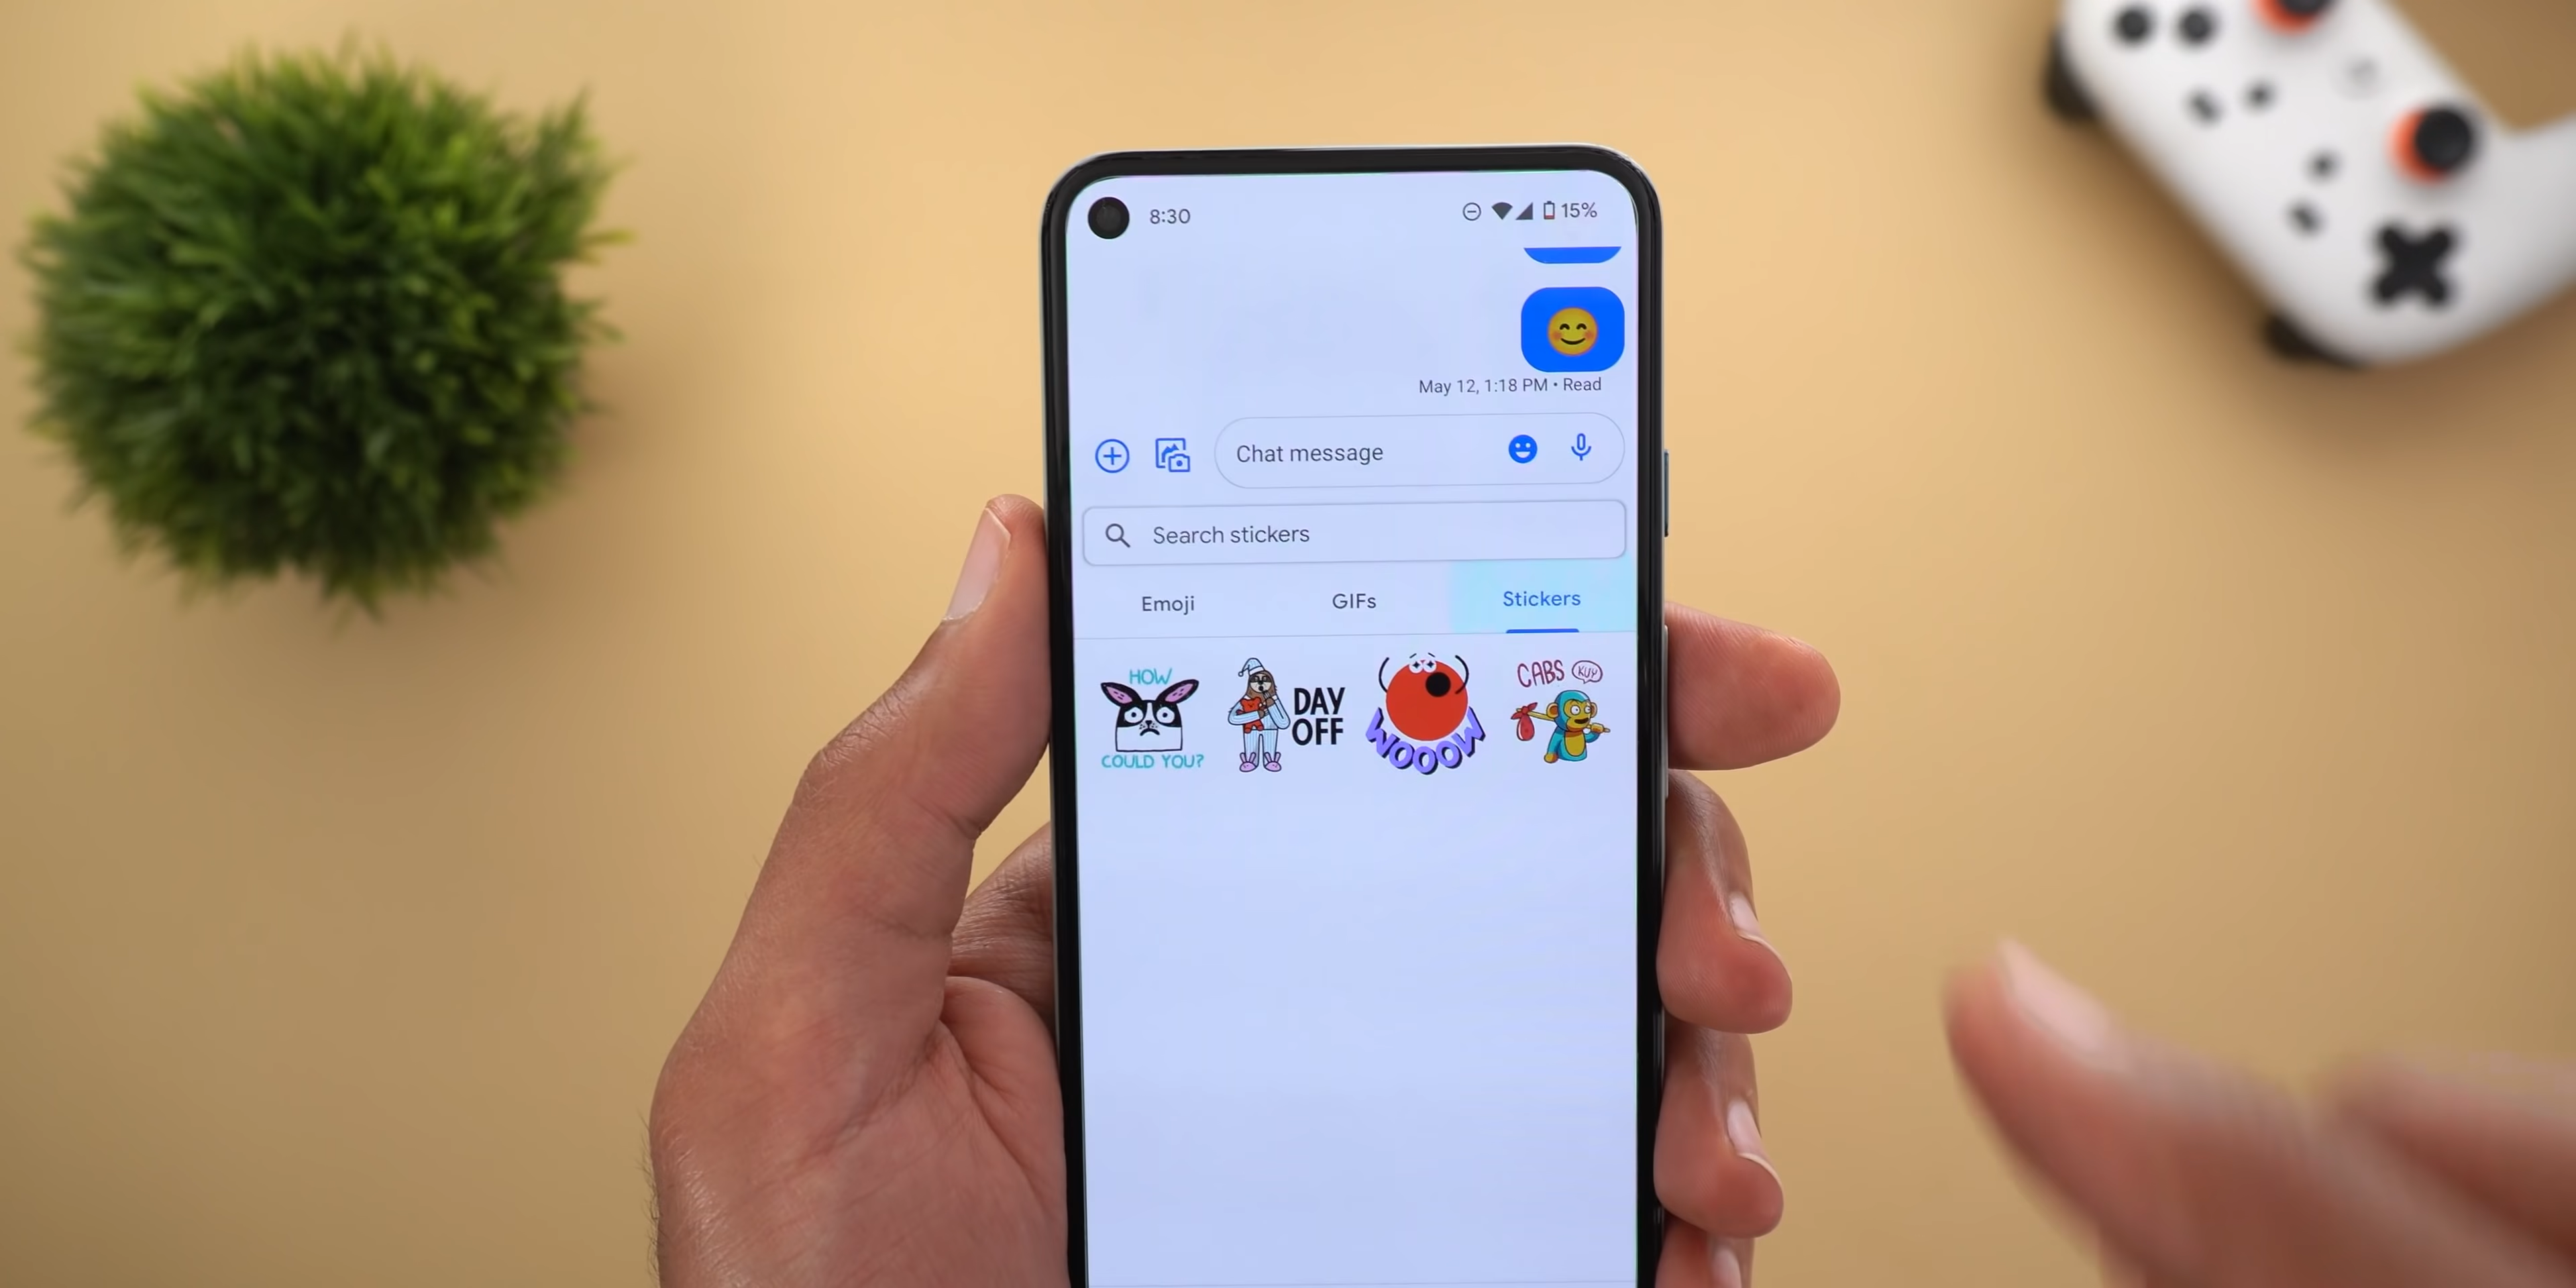 8:30
15%
May 12, 1:18 PM • Read
Chat message
Search stickers
Emoji GIFs Stickers
HOW
COULD YOU?
DAY
OFF
WOOOW
CABS KUY